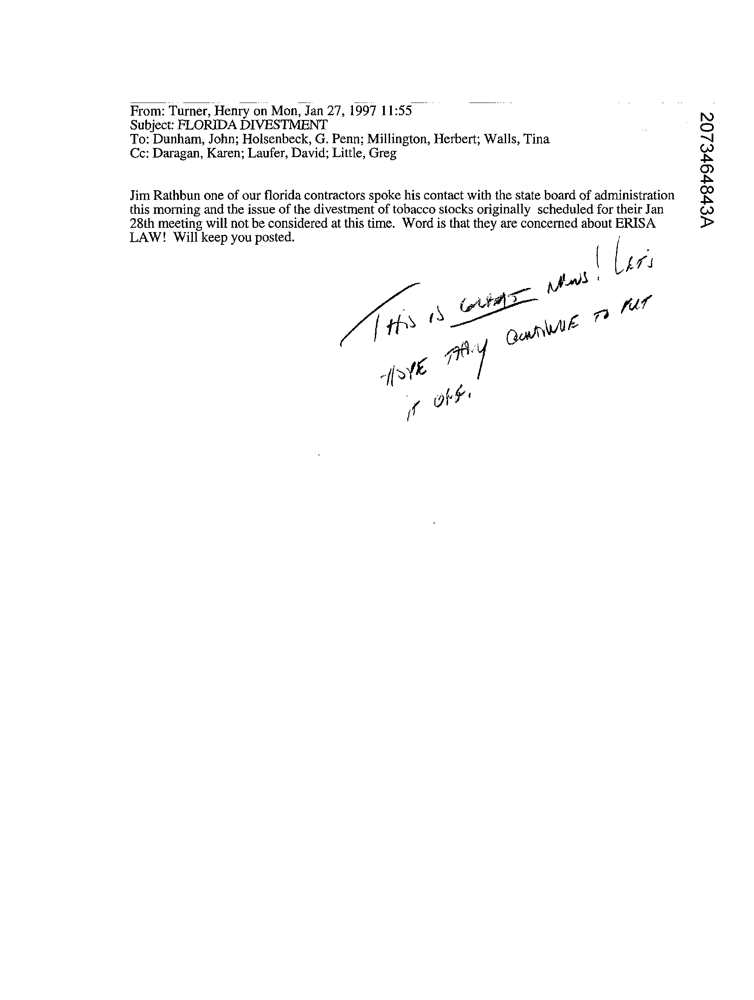 From: Turner, Henry on Mon, Jan 27, 1997 11:55
Subject: FLORIDA DIVESTMENT
To: Dunham, John; Holsenbeck, G. Penn; Millington, Herbert; Walls, Tina
Cc: Daragan, Karen; Laufer, David; Little, Greg
Jim Rathbun one of our florida contractors spoke his contact with the state board of administration
this morning and the issue of the divestment of tobacco stocks originally scheduled for their Jan
28th meeting will not be considered at this time. Word is that they are concerned about ERISA
LAW! Will keep you posted.
THIS IS GREAT NEWS! LET'S
HOPE THEY CONTINUE TO PUT
IT OFF.
2073464843A